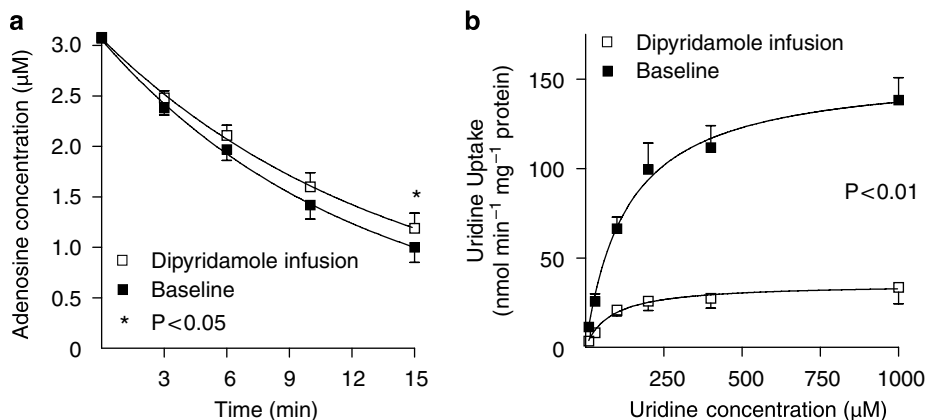 a
Adenosine concentration (µM)
3.0
2.5
2.0
1.5
1.0
0.5
0
*
Dipyridamole infusion
Baseline
* P<0.05
3 6 9 12 15
Time (min)
b
Uridine Uptake
(nmol min⁻¹ mg⁻¹ protein)
150
100
50
0
Dipyridamole infusion
Baseline
P<0.01
250 500 750 1000
Uridine concentration (µM)